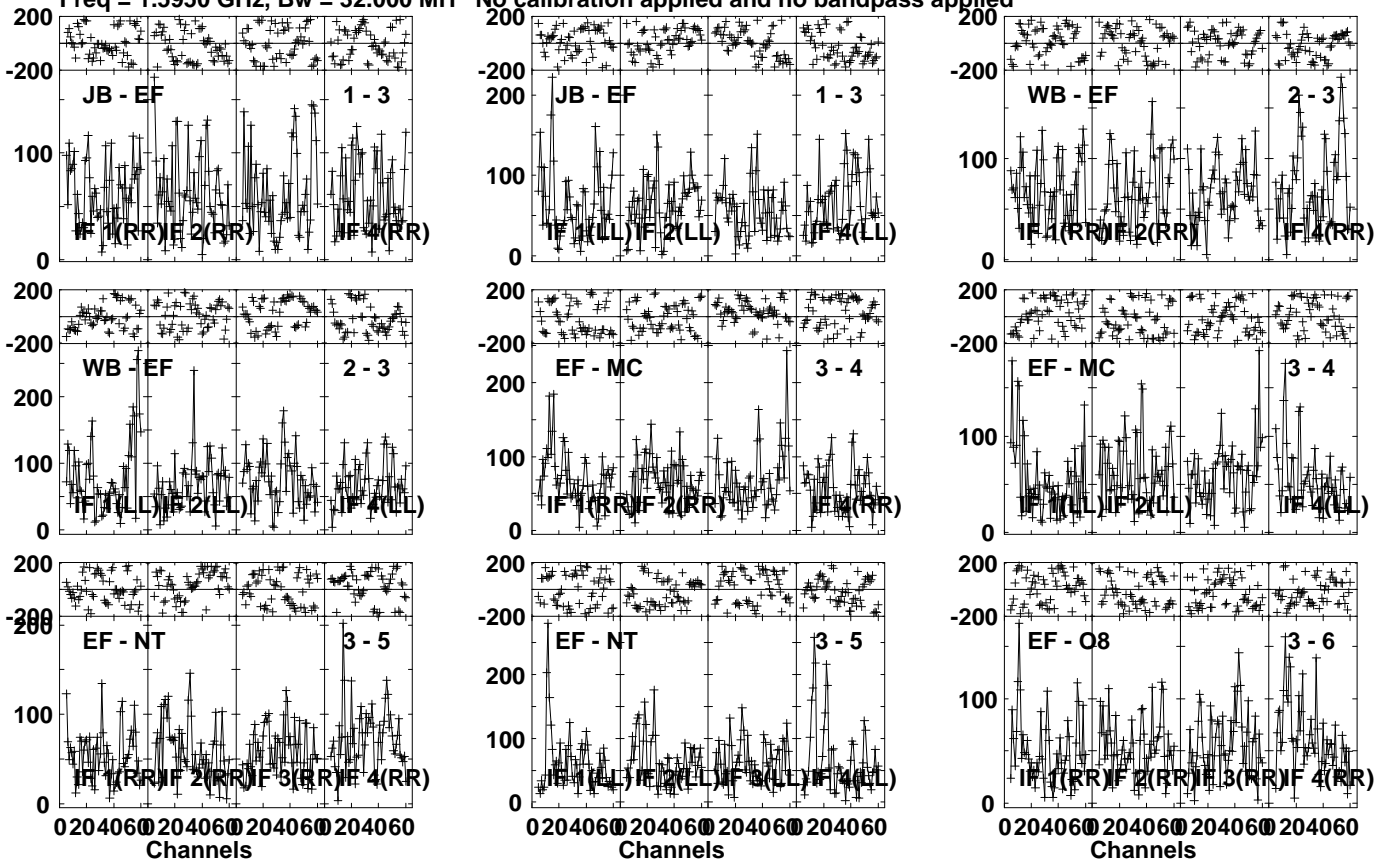 Freq = 1.5950 GHz, Bw = 32.000 MH No calibration applied and no bandpass applied
200
-200
JB - EF 1 - 3
100
0
IF 1(RR) IF 2(RR) IF 4(RR)
200
-200
JB - EF 1 - 3
200
100
0
IF 1(LL) IF 2(LL) IF 4(LL)
200
-200
WB - EF 2 - 3
100
0
IF 1(RR) IF 2(RR) IF 4(RR)
200
-200
WB - EF 2 - 3
200
100
0
IF 1(LL) IF 2(LL) IF 4(LL)
200
-200
EF - MC 3 - 4
200
100
0
IF 1(RR) IF 2(RR) IF 4(RR)
200
-200
EF - MC 3 - 4
100
0
IF 1(LL) IF 2(LL) IF 4(LL)
200
-200
200
EF - NT 3 - 5
100
0
IF 1(RR) IF 2(RR) IF 3(RR) IF 4(RR)
0 20 40 60 0 20 40 60 0 20 40 60 0 20 40 60
Channels
200
-200
EF - NT 3 - 5
200
100
0
IF 1(LL) IF 2(LL) IF 3(LL) IF 4(LL)
0 20 40 60 0 20 40 60 0 20 40 60 0 20 40 60
Channels
200
-200
EF - O8 3 - 6
100
0
IF 1(RR) IF 2(RR) IF 3(RR) IF 4(RR)
0 20 40 60 0 20 40 60 0 20 40 60 0 20 40 60
Channels